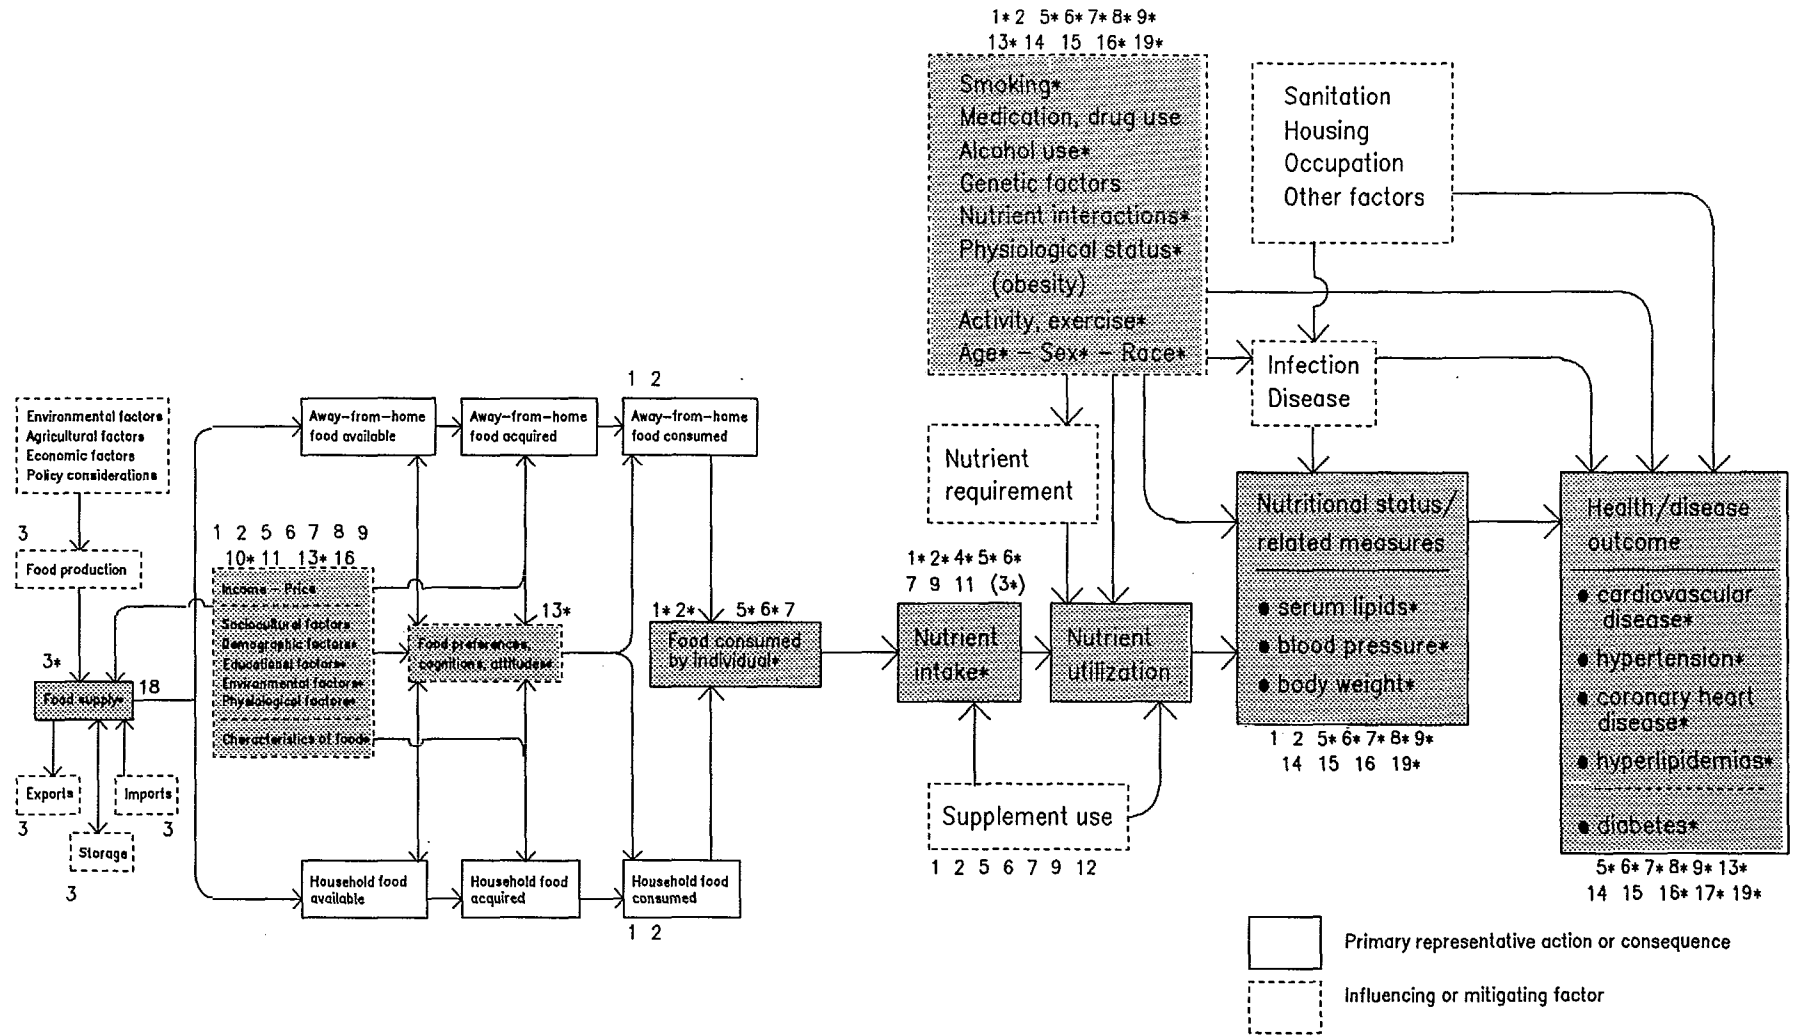 1* 2 5* 6* 7* 8* 9*
13* 14 15 16* 19*
Smoking*
Medication, drug use
Alcohol use*
Genetic factors
Nutrient interactions*
Physiological status*
(obesity)
Activity, exercise*
Age* – Sex* – Race*
Sanitation
Housing
Occupation
Other factors
Infection
Disease
Environmental factors
Agricultural factors
Economic factors
Policy considerations
3
Food production
3*
Food supply*
18
Exports
3
Imports
3
Storage
3
1 2 5 6 7 8 9
10* 11 13* 16
Income – Price
Sociocultural factors
Demographic factors*
Educational factors*
Environmental factors*
Physiological factors*
Characteristics of foods
Away–from–home
food available
Away–from–home
food acquired
1 2
Away–from–home
food consumed
13*
Food preferences,
cognitions, attitudes*
Household food
available
Household food
acquired
Household food
consumed
1 2
1* 2* 5* 6* 7
Food consumed
by individual*
Nutrient
requirement
1* 2* 4* 5* 6*
7 9 11 (3*)
Nutrient
intake*
Nutrient
utilization
Supplement use
1 2 5 6 7 9 12
Nutritional status/
related measures
● serum lipids*
● blood pressure*
● body weight*
1 2 5* 6* 7* 8* 9*
14 15 16 19*
Health/disease
outcome
● cardiovascular
disease*
● hypertension*
● coronary heart
disease*
● hyperlipidemias*
● diabetes*
5* 6* 7* 8* 9* 13*
14 15 16* 17* 19*
Primary representative action or consequence
Influencing or mitigating factor